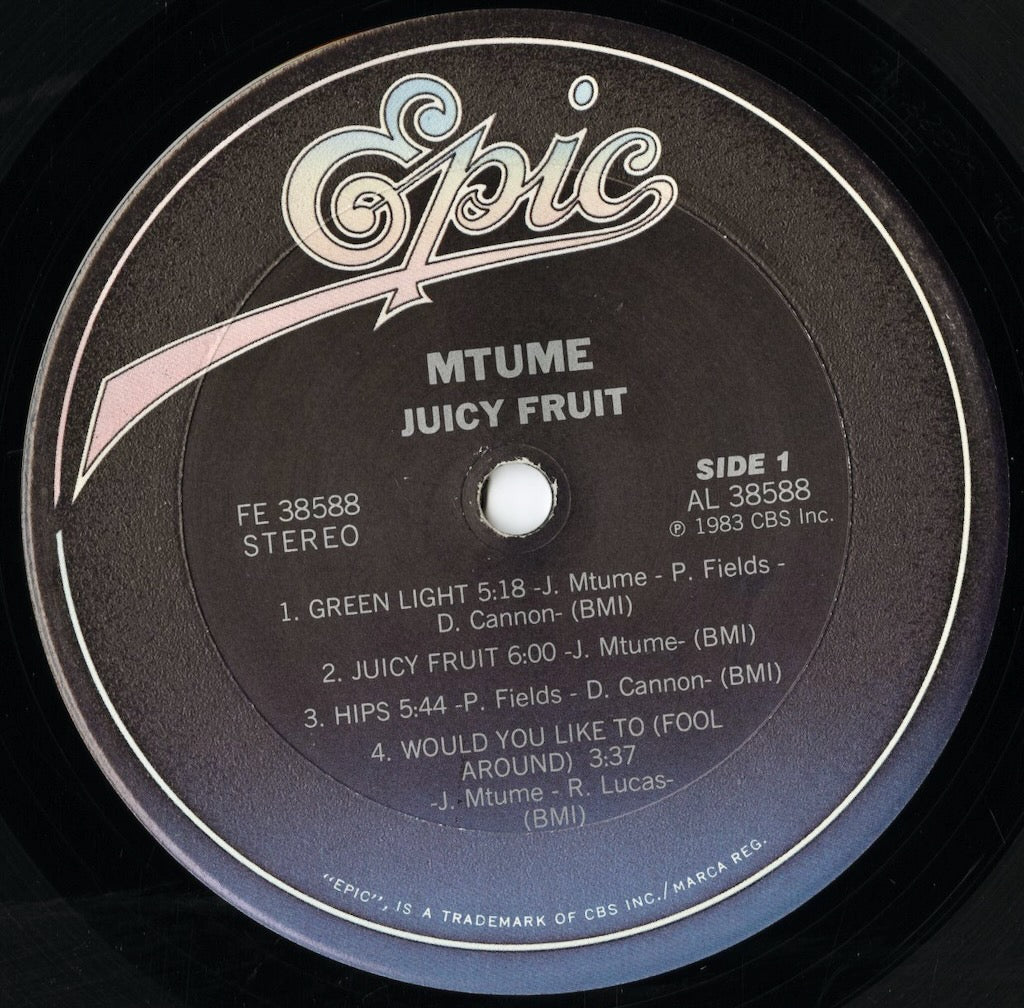 Epic
MTUME
JUICY FRUIT
SIDE 1
FE 38588
AL 38588
STEREO
℗ 1983 CBS Inc.
1. GREEN LIGHT 5:18 -J. Mtume - P. Fields -
D. Cannon- (BMI)
2. JUICY FRUIT 6:00 -J. Mtume- (BMI)
3. HIPS 5:44 -P. Fields - D. Cannon- (BMI)
4. WOULD YOU LIKE TO (FOOL
AROUND) 3:37
-J. Mtume - R. Lucas-
(BMI)
"EPIC", IS A TRADEMARK OF CBS INC./MARCA REG.